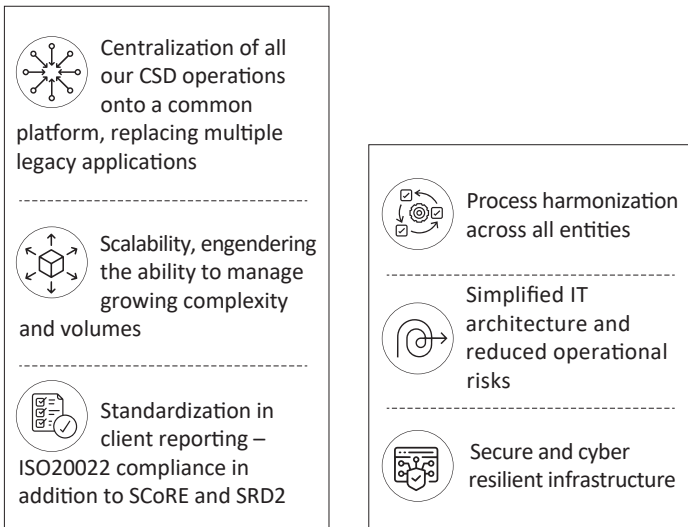 Centralization of all
our CSD operations
onto a common
platform, replacing multiple
legacy applications
Scalability, engendering
the ability to manage
growing complexity
and volumes
Standardization in
client reporting –
ISO20022 compliance in
addition to SCoRE and SRD2
Process harmonization
across all entities
Simplified IT
architecture and
reduced operational
risks
Secure and cyber
resilient infrastructure